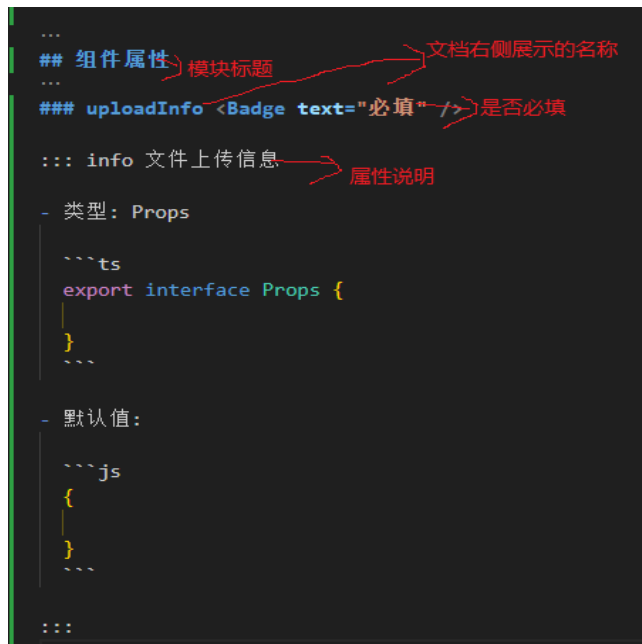 ...
## 组件属性 模块标题 文档右侧展示的名称
...
### uploadInfo <Badge text="必填" /> 是否必填
::: info 文件上传信息 属性说明
- 类型: Props
```ts
export interface Props {
}
```
- 默认值:
```js
{
}
```
:::